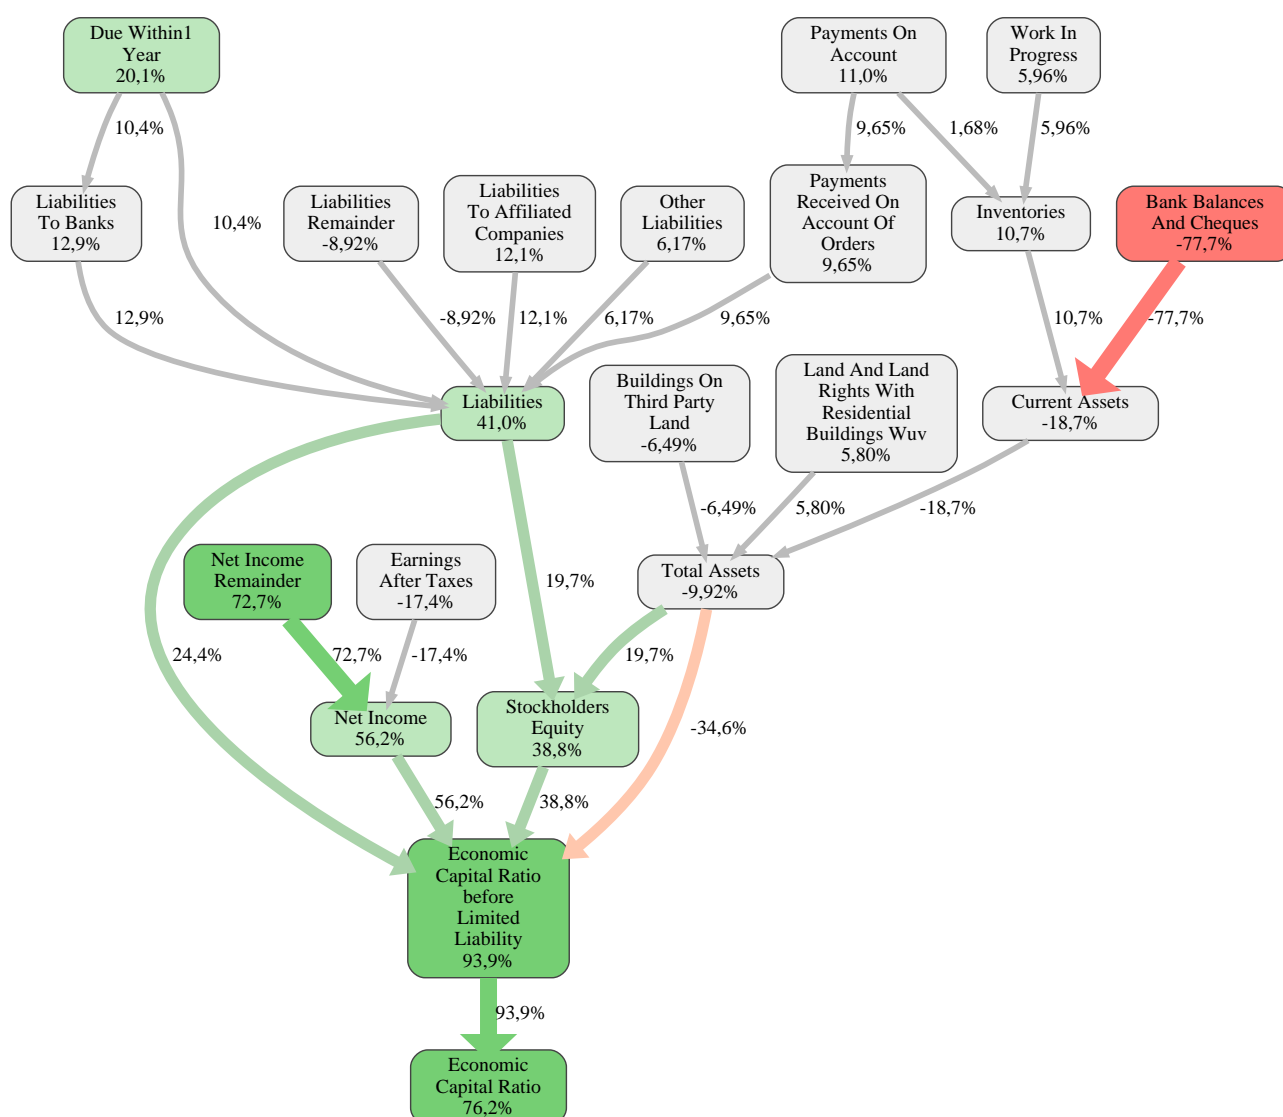 Due Within1
Year
20,1%
Payments On
Account
11,0%
Work In
Progress
5,96%
10,4%
9,65%
1,68%
5,96%
Liabilities
To Banks
12,9%
10,4%
Liabilities
Remainder
-8,92%
Liabilities
To Affiliated
Companies
12,1%
Other
Liabilities
6,17%
Payments
Received On
Account Of
Orders
9,65%
Inventories
10,7%
Bank Balances
And Cheques
-77,7%
12,9%
-8,92%
12,1%
6,17%
9,65%
10,7%
-77,7%
Liabilities
41,0%
Buildings On
Third Party
Land
-6,49%
Land And Land
Rights With
Residential
Buildings Wuv
5,80%
Current Assets
-18,7%
-6,49%
5,80%
-18,7%
Net Income
Remainder
72,7%
Earnings
After Taxes
-17,4%
19,7%
Total Assets
-9,92%
24,4%
72,7%
-17,4%
19,7%
Net Income
56,2%
Stockholders
Equity
38,8%
-34,6%
56,2%
38,8%
Economic
Capital Ratio
before
Limited
Liability
93,9%
93,9%
Economic
Capital Ratio
76,2%